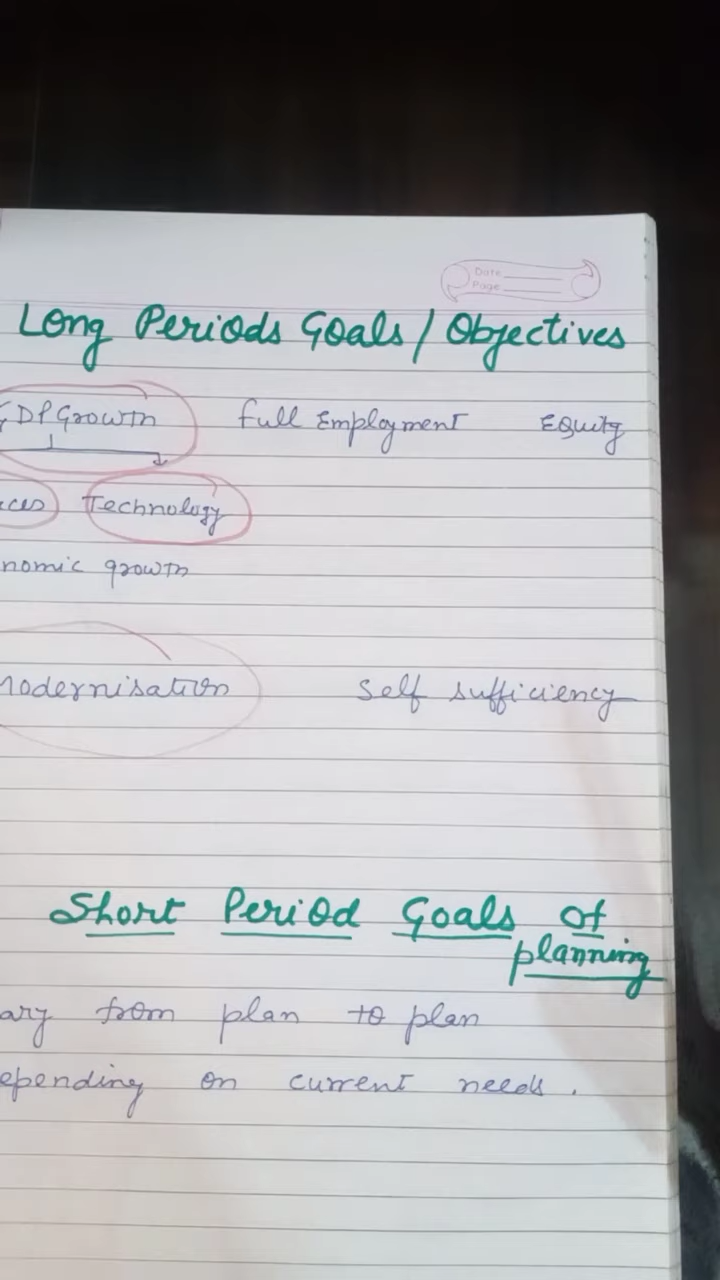 Date
Page
Long Periods Goals / Objectives
GDP Growth Full Employment Equity
ces Technology
nomic growth
Modernisation Self sufficiency
Short Period Goals of
planning
ary from plan to plan
epending on current needs.